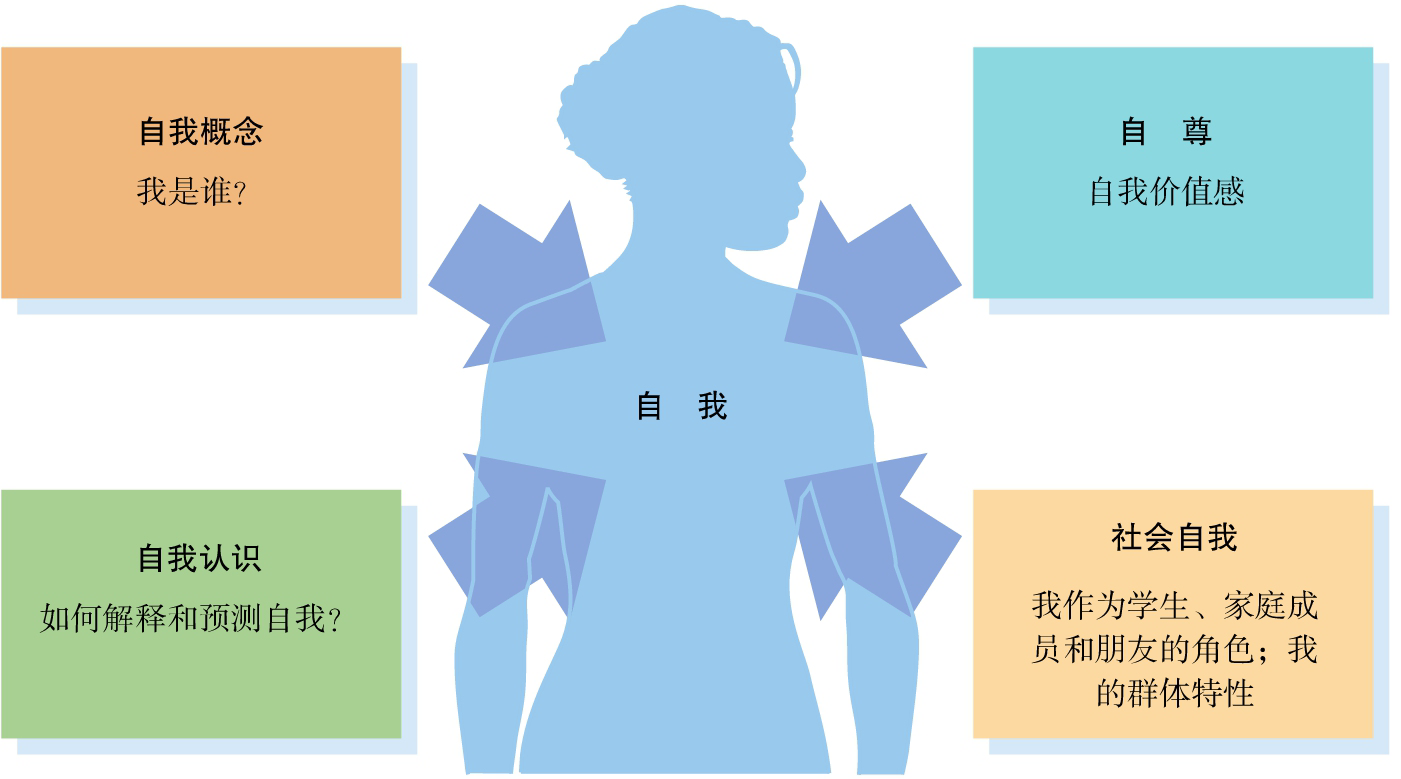 自我概念
我是谁?
自　尊
自我价值感
自　我
自我认识
如何解释和预测自我?
社会自我
我作为学生、家庭成
员和朋友的角色；我
的群体特性